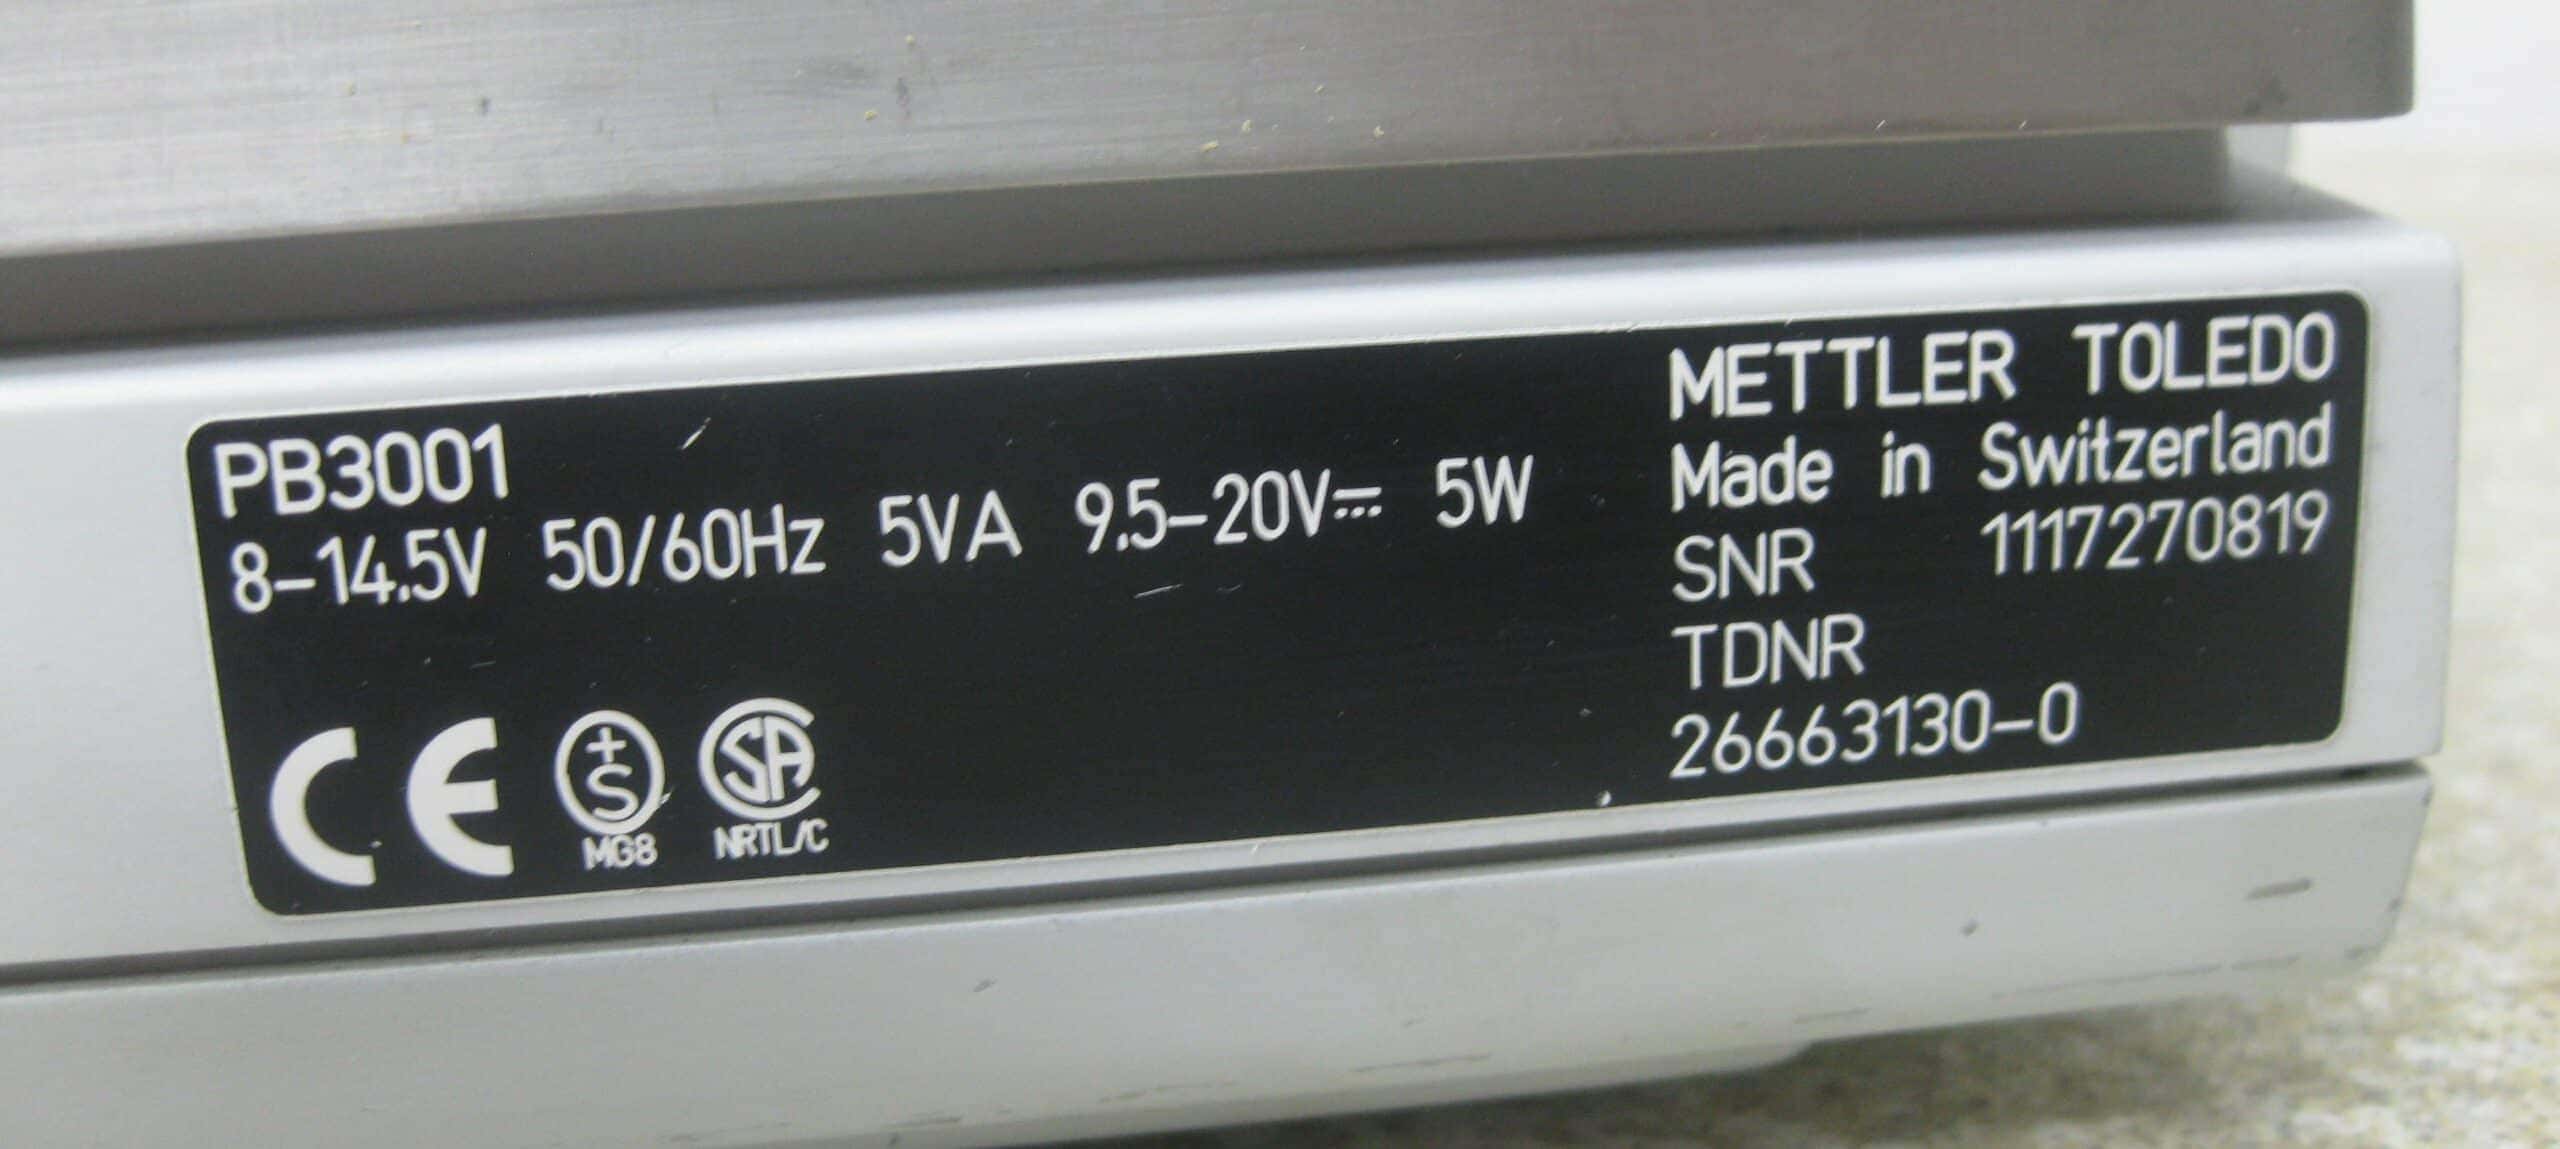 PB3001
8-14.5V 50/60Hz 5VA 9.5-20V⎓ 5W
CE
+S
MG8
SA
NRTL/C
METTLER TOLEDO
Made in Switzerland
SNR 1117270819
TDNR
26663130-0